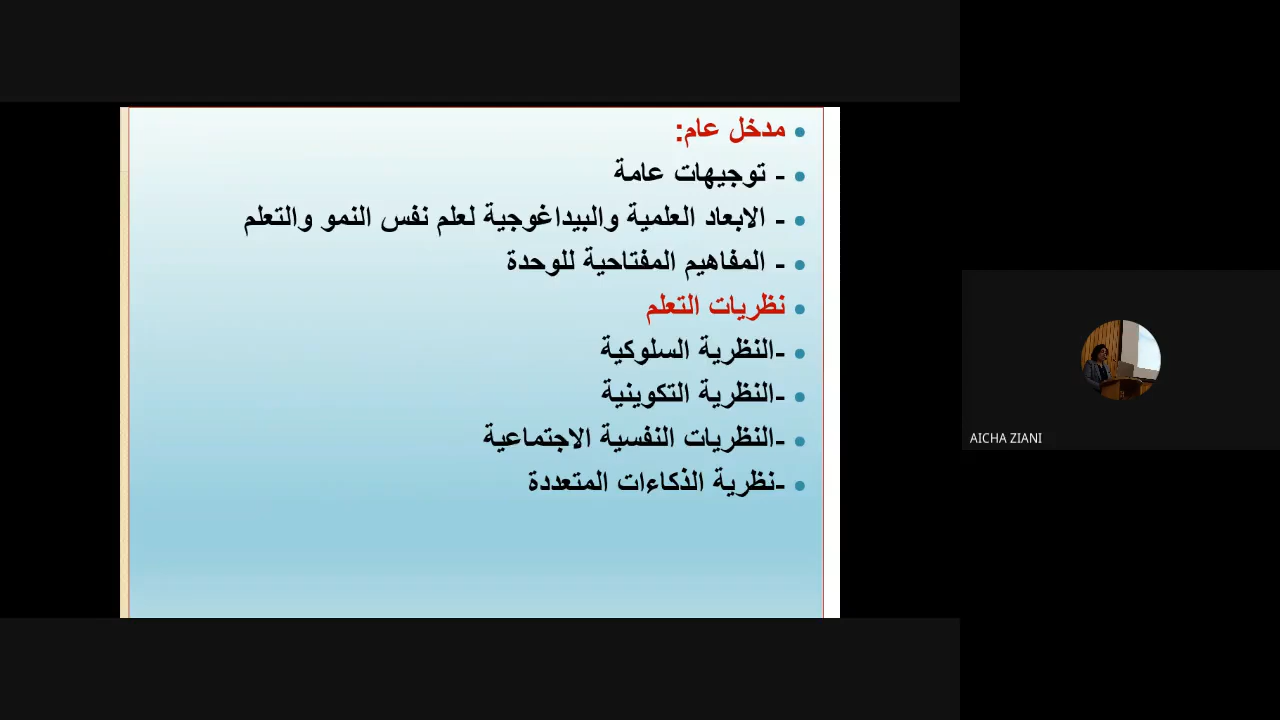 مدخل عام:
- توجيهات عامة
- الابعاد العلمية والبيداغوجية لعلم نفس النمو والتعلم
- المفاهيم المفتاحية للوحدة
نظريات التعلم
-النظرية السلوكية
-النظرية التكوينية
-النظريات النفسية الاجتماعية
-نظرية الذكاءات المتعددة
AICHA ZIANI